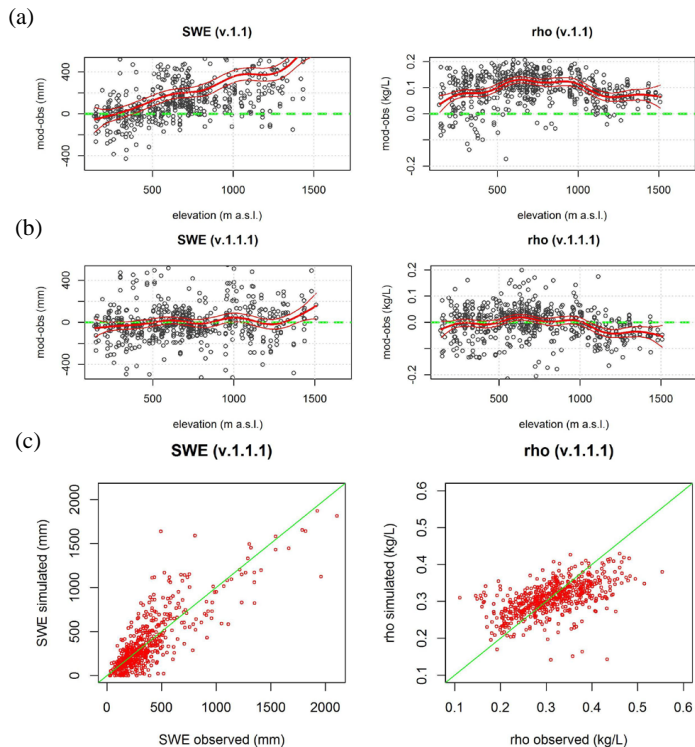 (a)
SWE (v.1.1)
mod-obs (mm)
400
0
-400
500
1000
1500
elevation (m a.s.l.)
rho (v.1.1)
mod-obs (kg/L)
0.2
0.1
0.0
-0.2
500
1000
1500
elevation (m a.s.l.)
(b)
SWE (v.1.1.1)
mod-obs (mm)
400
0
-400
500
1000
1500
elevation (m a.s.l.)
rho (v.1.1.1)
mod-obs (kg/L)
0.2
0.1
0.0
-0.2
500
1000
1500
elevation (m a.s.l.)
(c)
SWE (v.1.1.1)
SWE simulated (mm)
2000
1500
1000
500
0
0
500
1000
1500
2000
SWE observed (mm)
rho (v.1.1.1)
rho simulated (kg/L)
0.6
0.5
0.4
0.3
0.2
0.1
0.1
0.2
0.3
0.4
0.5
0.6
rho observed (kg/L)